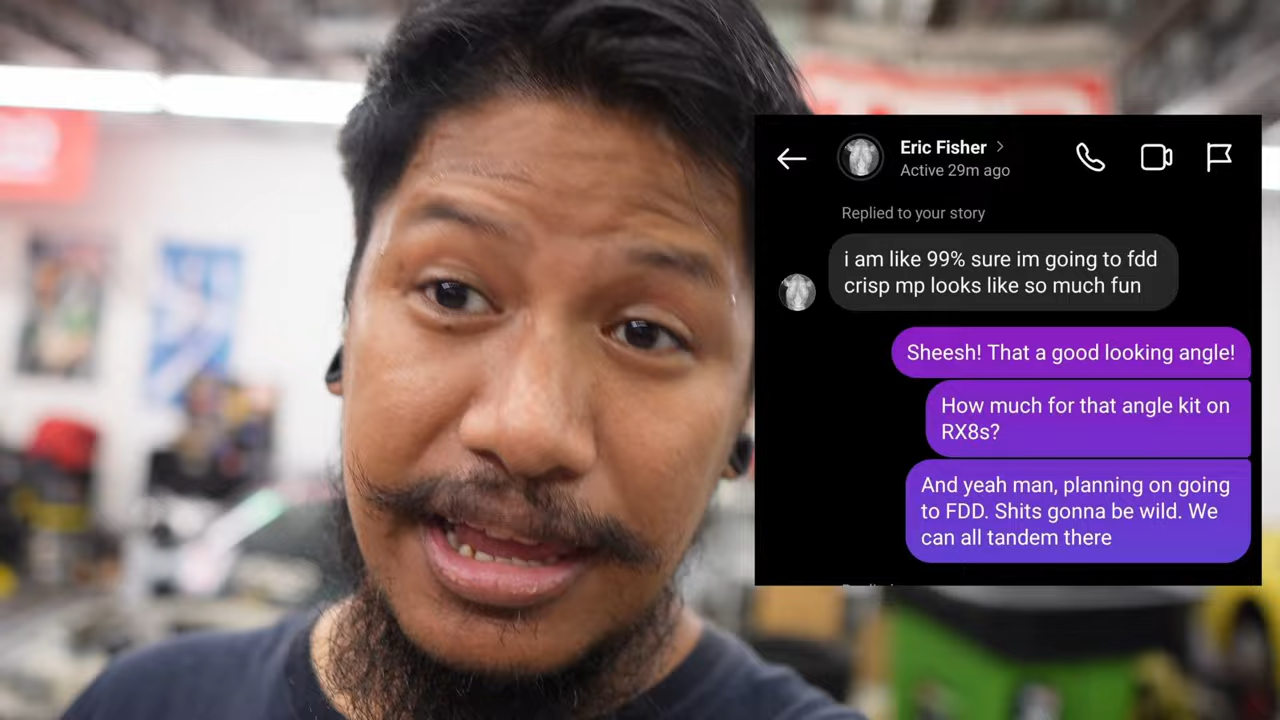 Eric Fisher
Active 29m ago
Replied to your story
i am like 99% sure im going to fdd
crisp mp looks like so much fun
Sheesh! That a good looking angle!
How much for that angle kit on
RX8s?
And yeah man, planning on going
to FDD. Shits gonna be wild. We
can all tandem there